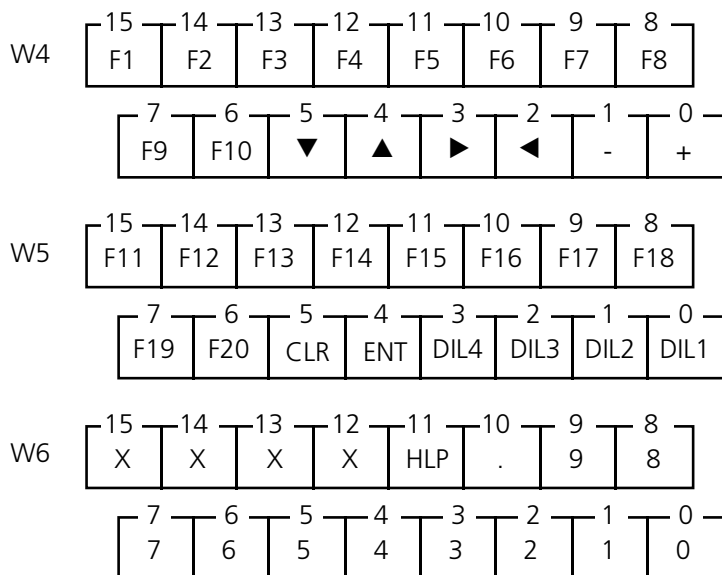 15 14 13 12 11 10 9 8
W4 F1 F2 F3 F4 F5 F6 F7 F8
7 6 5 4 3 2 1 0
F9 F10 ▼ ▲ ► ◄ - +
15 14 13 12 11 10 9 8
W5 F11 F12 F13 F14 F15 F16 F17 F18
7 6 5 4 3 2 1 0
F19 F20 CLR ENT DIL4 DIL3 DIL2 DIL1
15 14 13 12 11 10 9 8
W6 X X X X HLP . 9 8
7 6 5 4 3 2 1 0
7 6 5 4 3 2 1 0